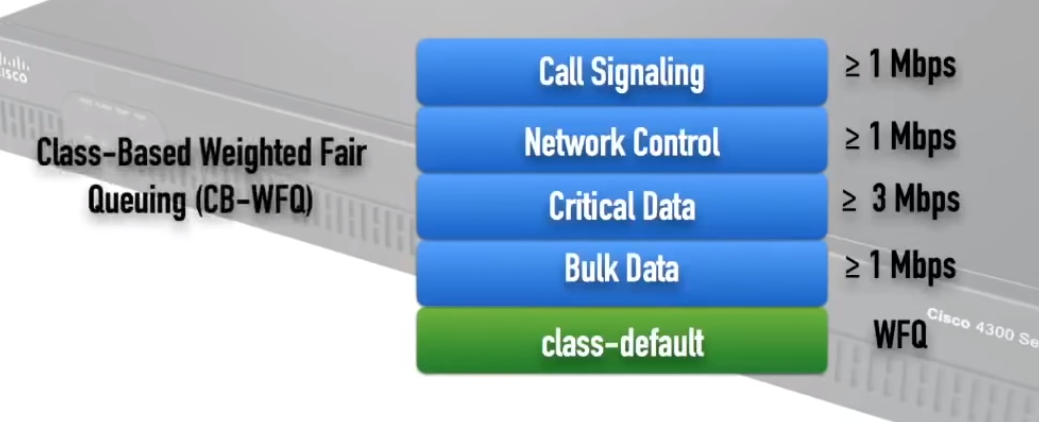 cisco
Call Signaling ≥ 1 Mbps
Network Control ≥ 1 Mbps
Class-Based Weighted Fair
Queuing (CB-WFQ)
Critical Data ≥ 3 Mbps
Bulk Data ≥ 1 Mbps
class-default WFQ
Cisco 4300 Se